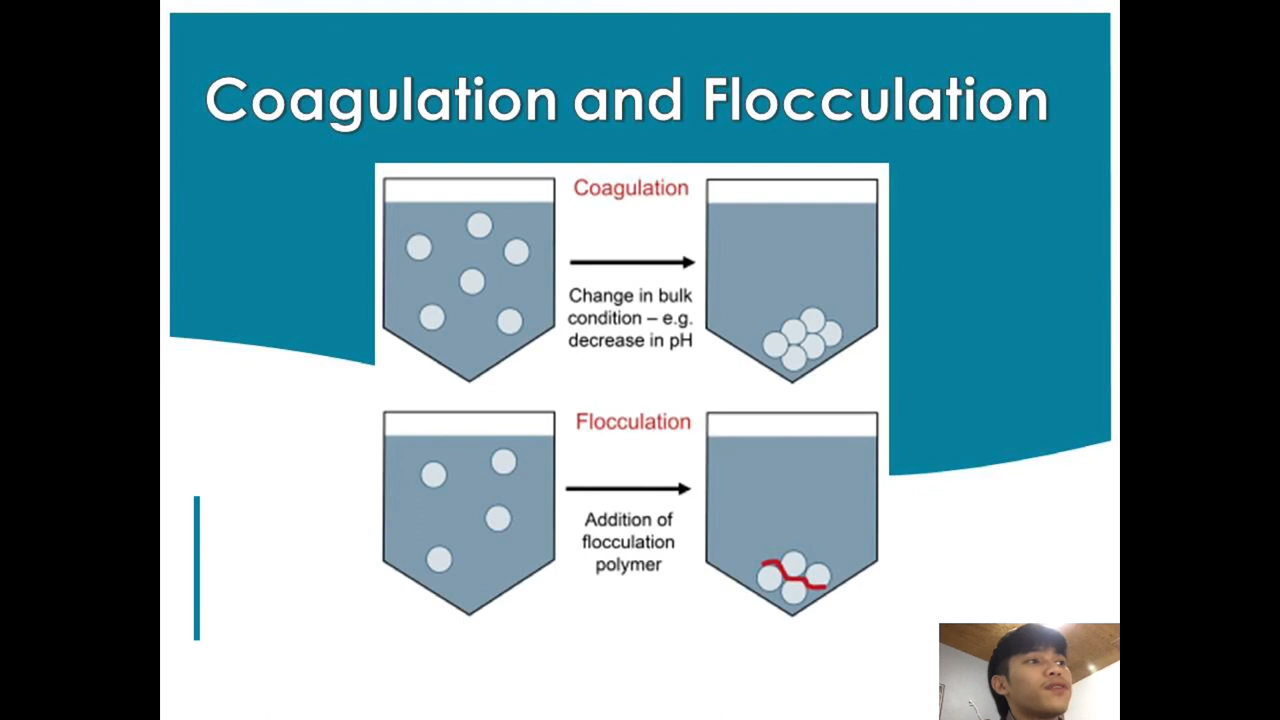 Coagulation and Flocculation
Coagulation
Change in bulk
condition – e.g.
decrease in pH
Flocculation
Addition of
flocculation
polymer